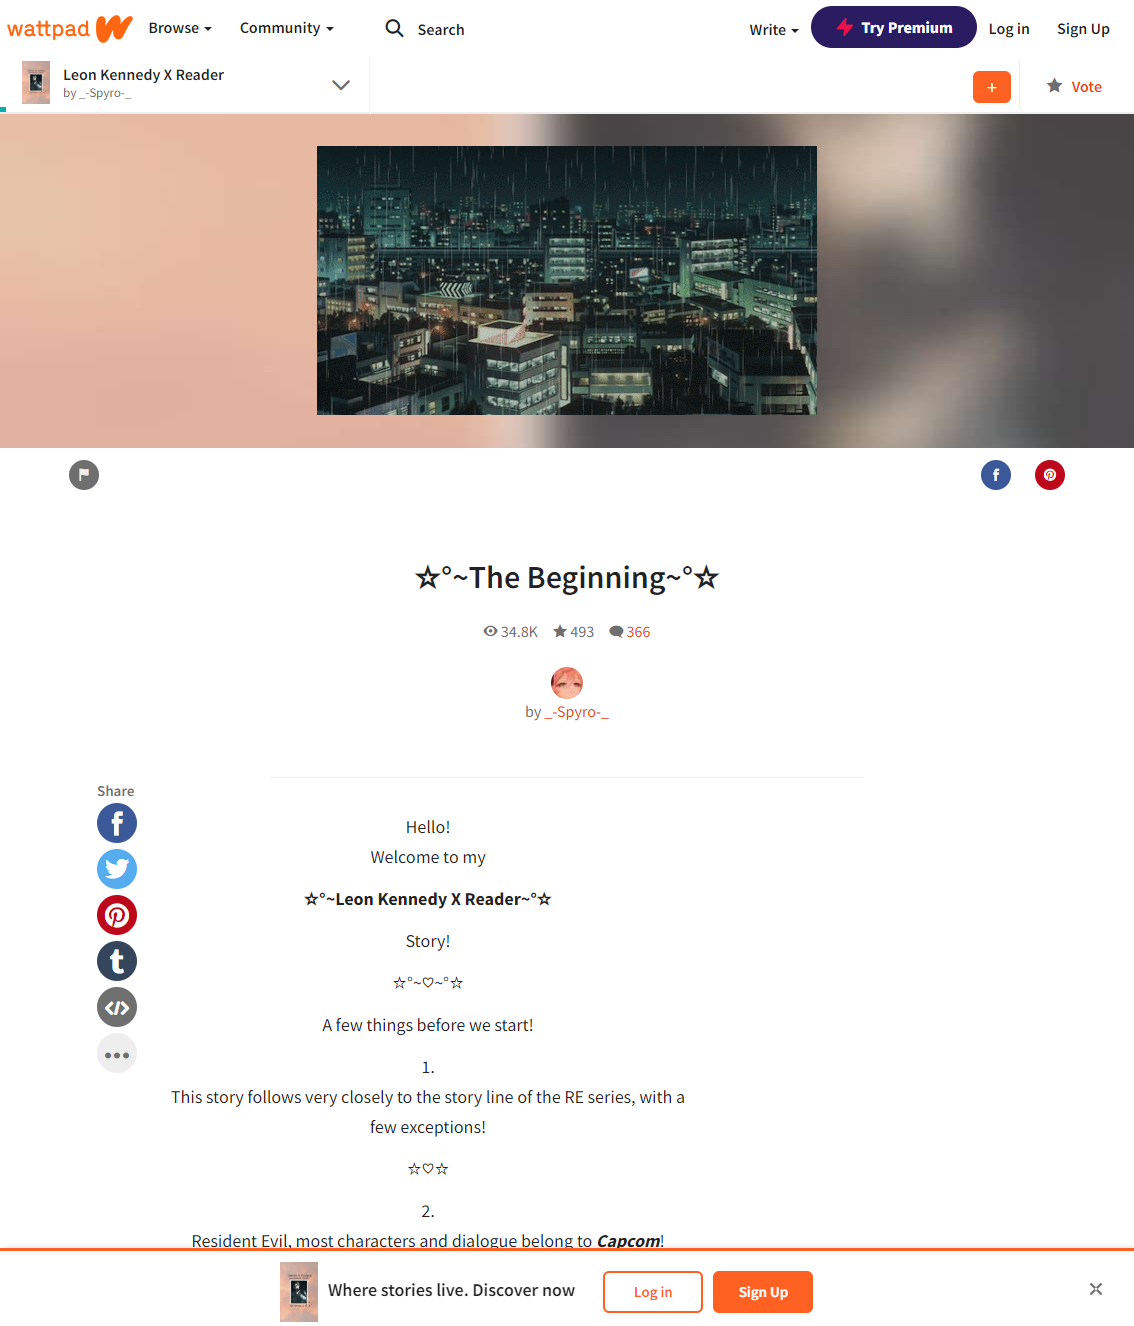 wattpad
Browse
Community
Search
Write
Try Premium
Log in
Sign Up
Leon Kennedy X Reader
by _-Spyro-_
+
Vote
☆°~The Beginning~°☆
34.8K 493 366
by _-Spyro-_
Share
Hello!
Welcome to my
☆°~Leon Kennedy X Reader~°☆
Story!
☆°~♡~°☆
A few things before we start!
1.
This story follows very closely to the story line of the RE series, with a
few exceptions!
☆♡☆
2.
Resident Evil, most characters and dialogue belong to Capcom!
Where stories live. Discover now
Log in
Sign Up